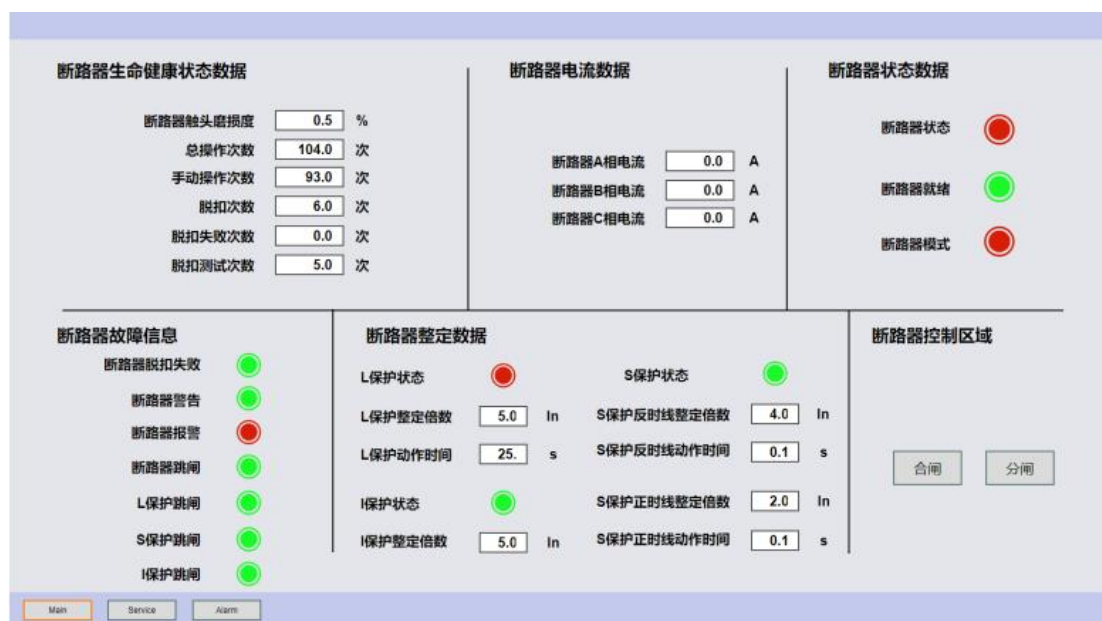 断路器生命健康状态数据
断路器触头磨损度 0.5 %
总操作次数 104.0 次
手动操作次数 93.0 次
脱扣次数 6.0 次
脱扣失败次数 0.0 次
脱扣测试次数 5.0 次
断路器电流数据
断路器A相电流 0.0 A
断路器B相电流 0.0 A
断路器C相电流 0.0 A
断路器状态数据
断路器状态
断路器就绪
断路器模式
断路器故障信息
断路器脱扣失败
断路器警告
断路器报警
断路器跳闸
L保护跳闸
S保护跳闸
I保护跳闸
断路器整定数据
L保护状态
L保护整定倍数 5.0 In
L保护动作时间 25. s
I保护状态
I保护整定倍数 5.0 In
S保护状态
S保护反时线整定倍数 4.0 In
S保护反时线动作时间 0.1 s
S保护正时线整定倍数 2.0 In
S保护正时线动作时间 0.1 s
断路器控制区域
合闸 分闸
Main Service Alarm